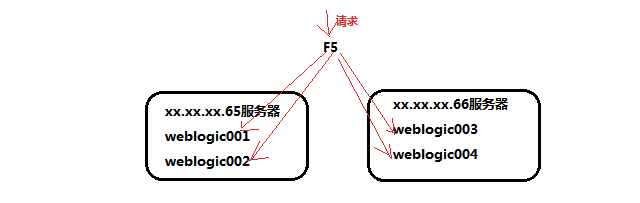 请求
F5
xx.xx.xx.65服务器
weblogic001
weblogic002
xx.xx.xx.66服务器
weblogic003
weblogic004